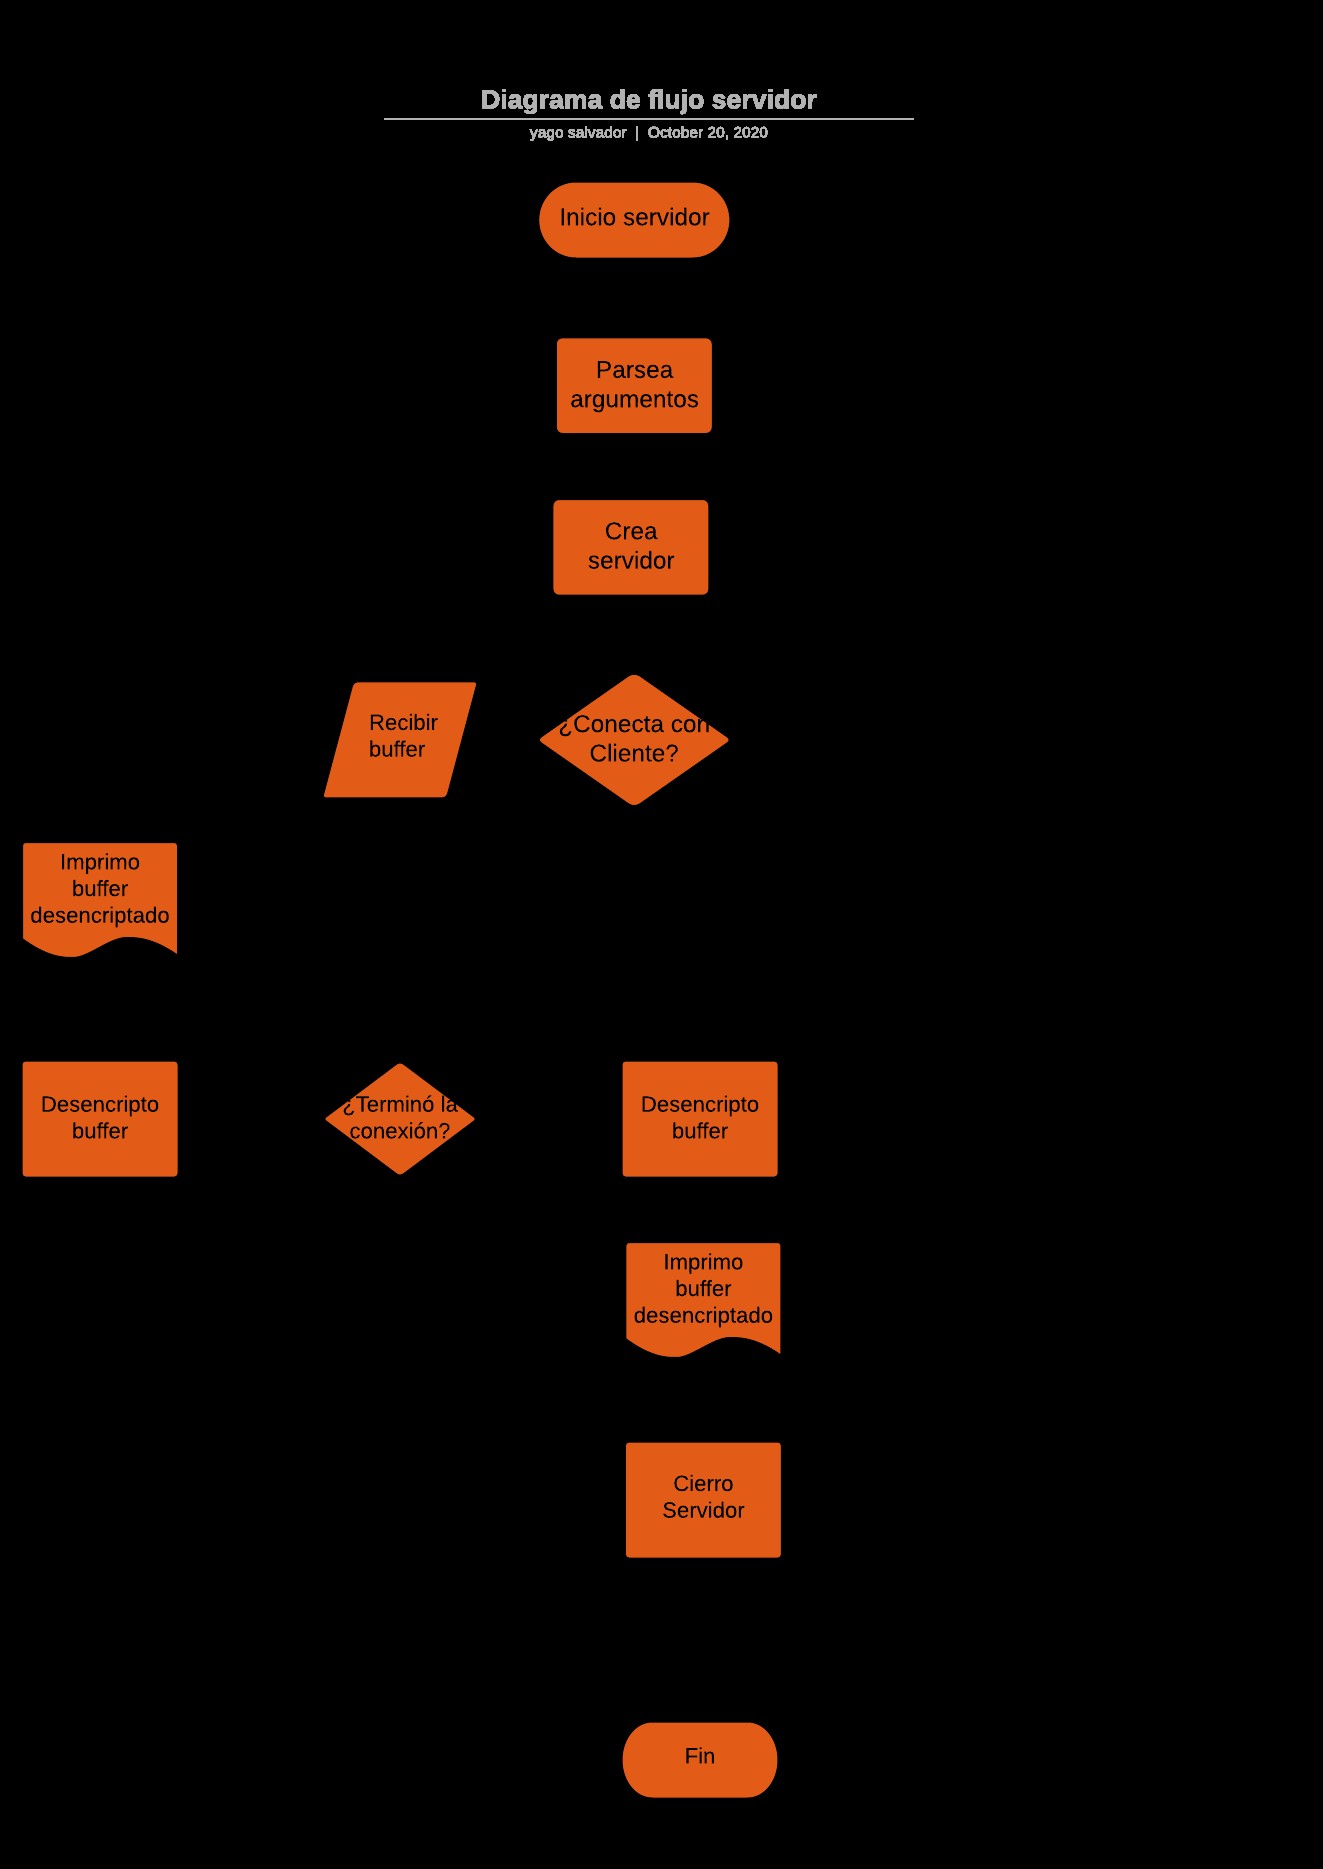 Diagrama de flujo servidor
yago salvador | October 20, 2020
Inicio servidor
Parsea
argumentos
Crea
servidor
Recibir
buffer
¿Conecta con
Cliente?
Imprimo
buffer
desencriptado
Desencripto
buffer
¿Terminó la
conexión?
Desencripto
buffer
Imprimo
buffer
desencriptado
Cierro
Servidor
Fin